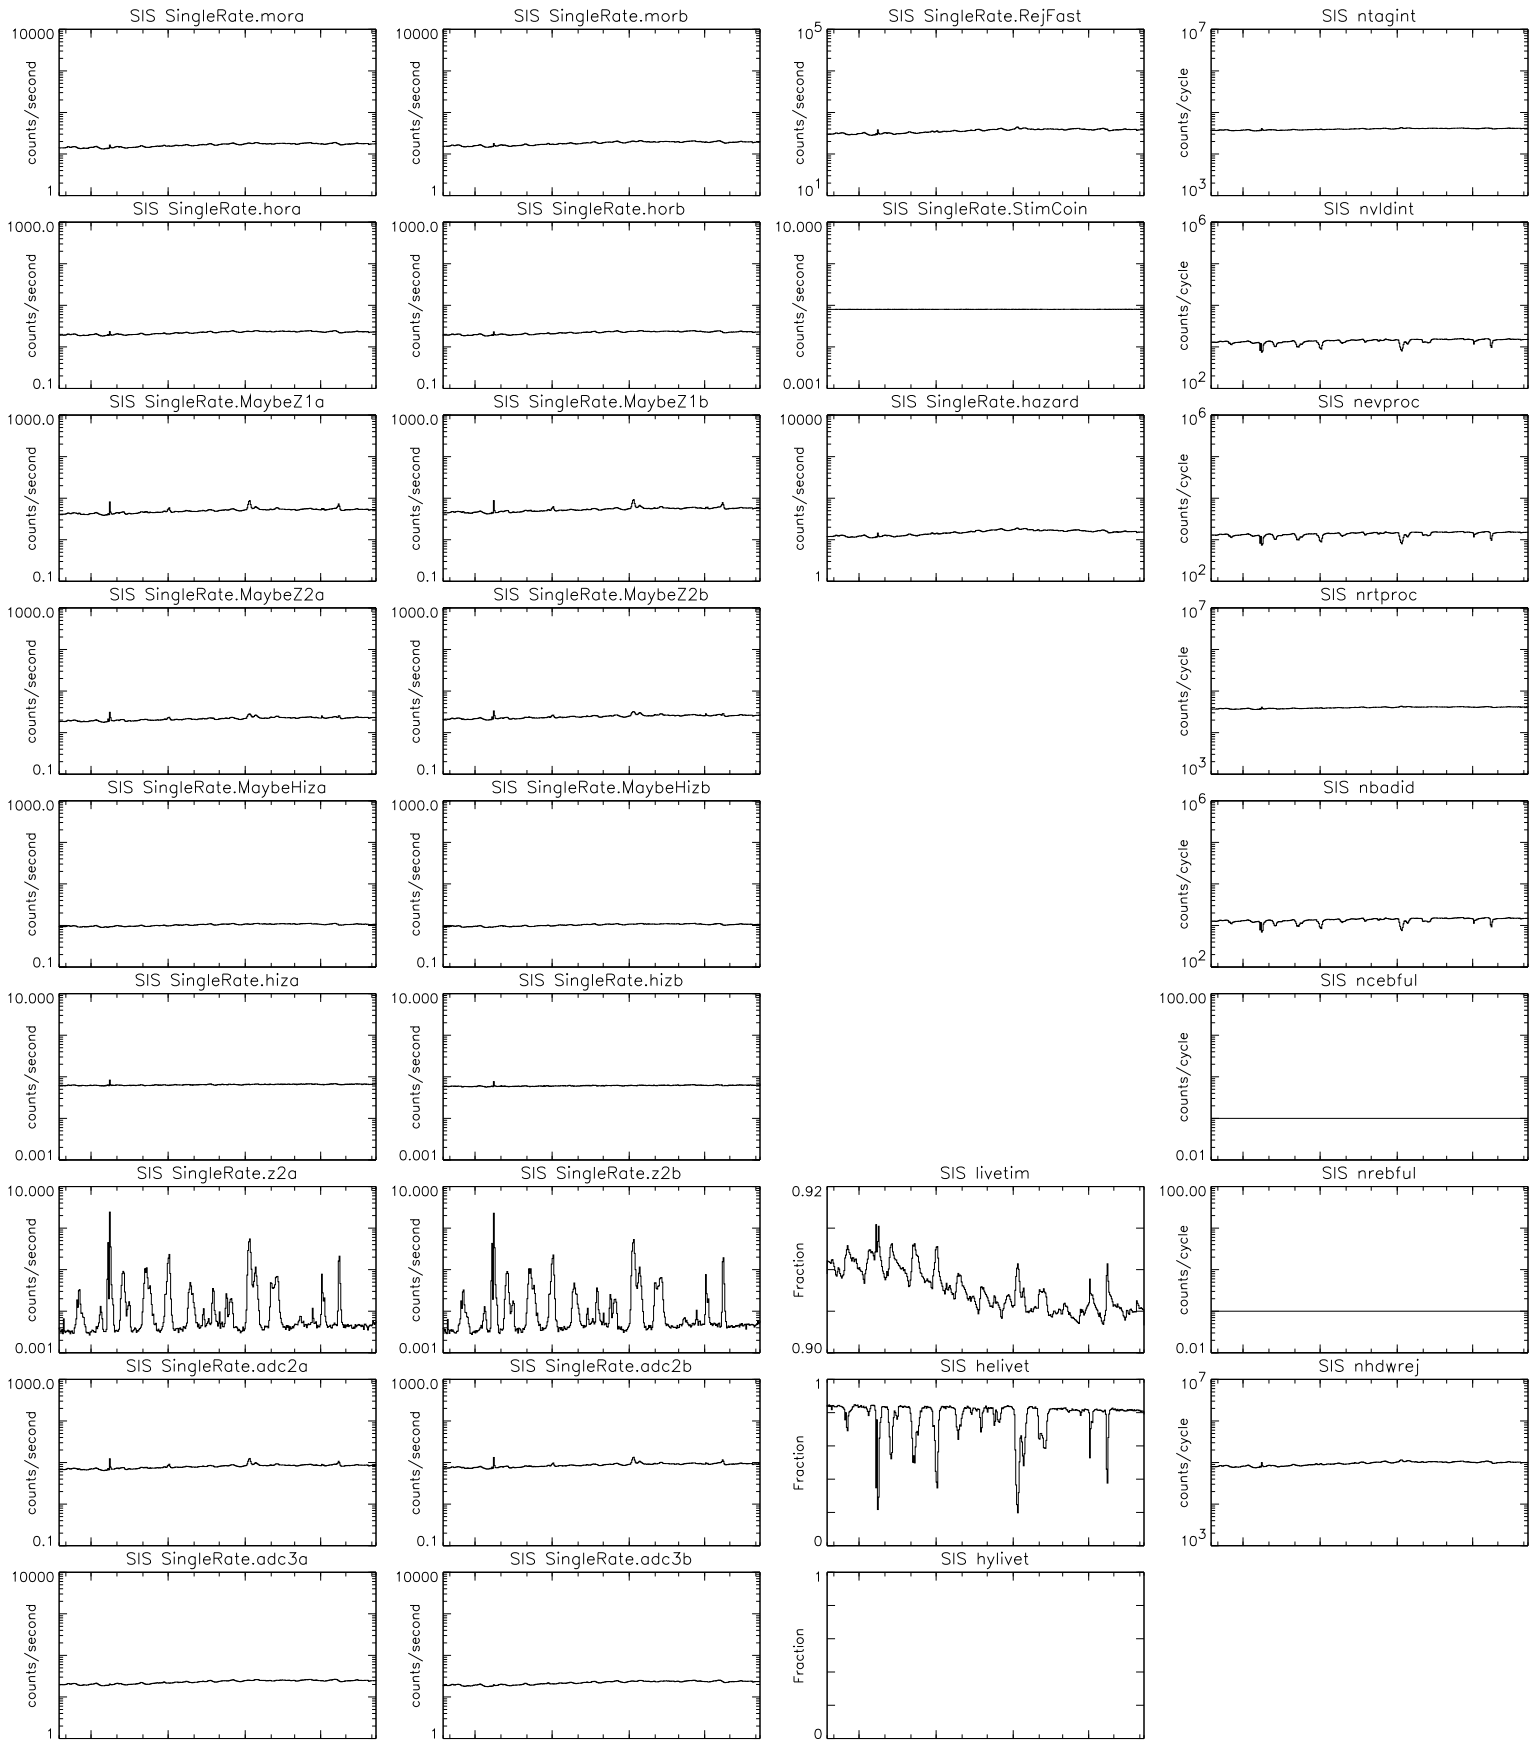 SIS SingleRate.mora
10000
counts/second
1
SIS SingleRate.morb
10000
counts/second
1
SIS SingleRate.RejFast
10^5
counts/second
10^1
SIS ntagint
10^7
counts/cycle
10^3
SIS SingleRate.hora
1000.0
counts/second
0.1
SIS SingleRate.horb
1000.0
counts/second
0.1
SIS SingleRate.StimCoin
10.000
counts/second
0.001
SIS nvldint
10^6
counts/cycle
10^2
SIS SingleRate.MaybeZ1a
1000.0
counts/second
0.1
SIS SingleRate.MaybeZ1b
1000.0
counts/second
0.1
SIS SingleRate.hazard
10000
counts/second
1
SIS nevproc
10^6
counts/cycle
10^2
SIS SingleRate.MaybeZ2a
1000.0
counts/second
0.1
SIS SingleRate.MaybeZ2b
1000.0
counts/second
0.1
SIS nrtproc
10^7
counts/cycle
10^3
SIS SingleRate.MaybeHiza
1000.0
counts/second
0.1
SIS SingleRate.MaybeHizb
1000.0
counts/second
0.1
SIS nbadid
10^6
counts/cycle
10^2
SIS SingleRate.hiza
10.000
counts/second
0.001
SIS SingleRate.hizb
10.000
counts/second
0.001
SIS ncebful
100.00
counts/cycle
0.01
SIS SingleRate.z2a
10.000
counts/second
0.001
SIS SingleRate.z2b
10.000
counts/second
0.001
SIS livetim
0.92
Fraction
0.90
SIS nrebful
100.00
counts/cycle
0.01
SIS SingleRate.adc2a
1000.0
counts/second
0.1
SIS SingleRate.adc2b
1000.0
counts/second
0.1
SIS helivet
1
Fraction
0
SIS nhdwrej
10^7
counts/cycle
10^3
SIS SingleRate.adc3a
10000
counts/second
1
SIS SingleRate.adc3b
10000
counts/second
1
SIS hylivet
1
Fraction
0